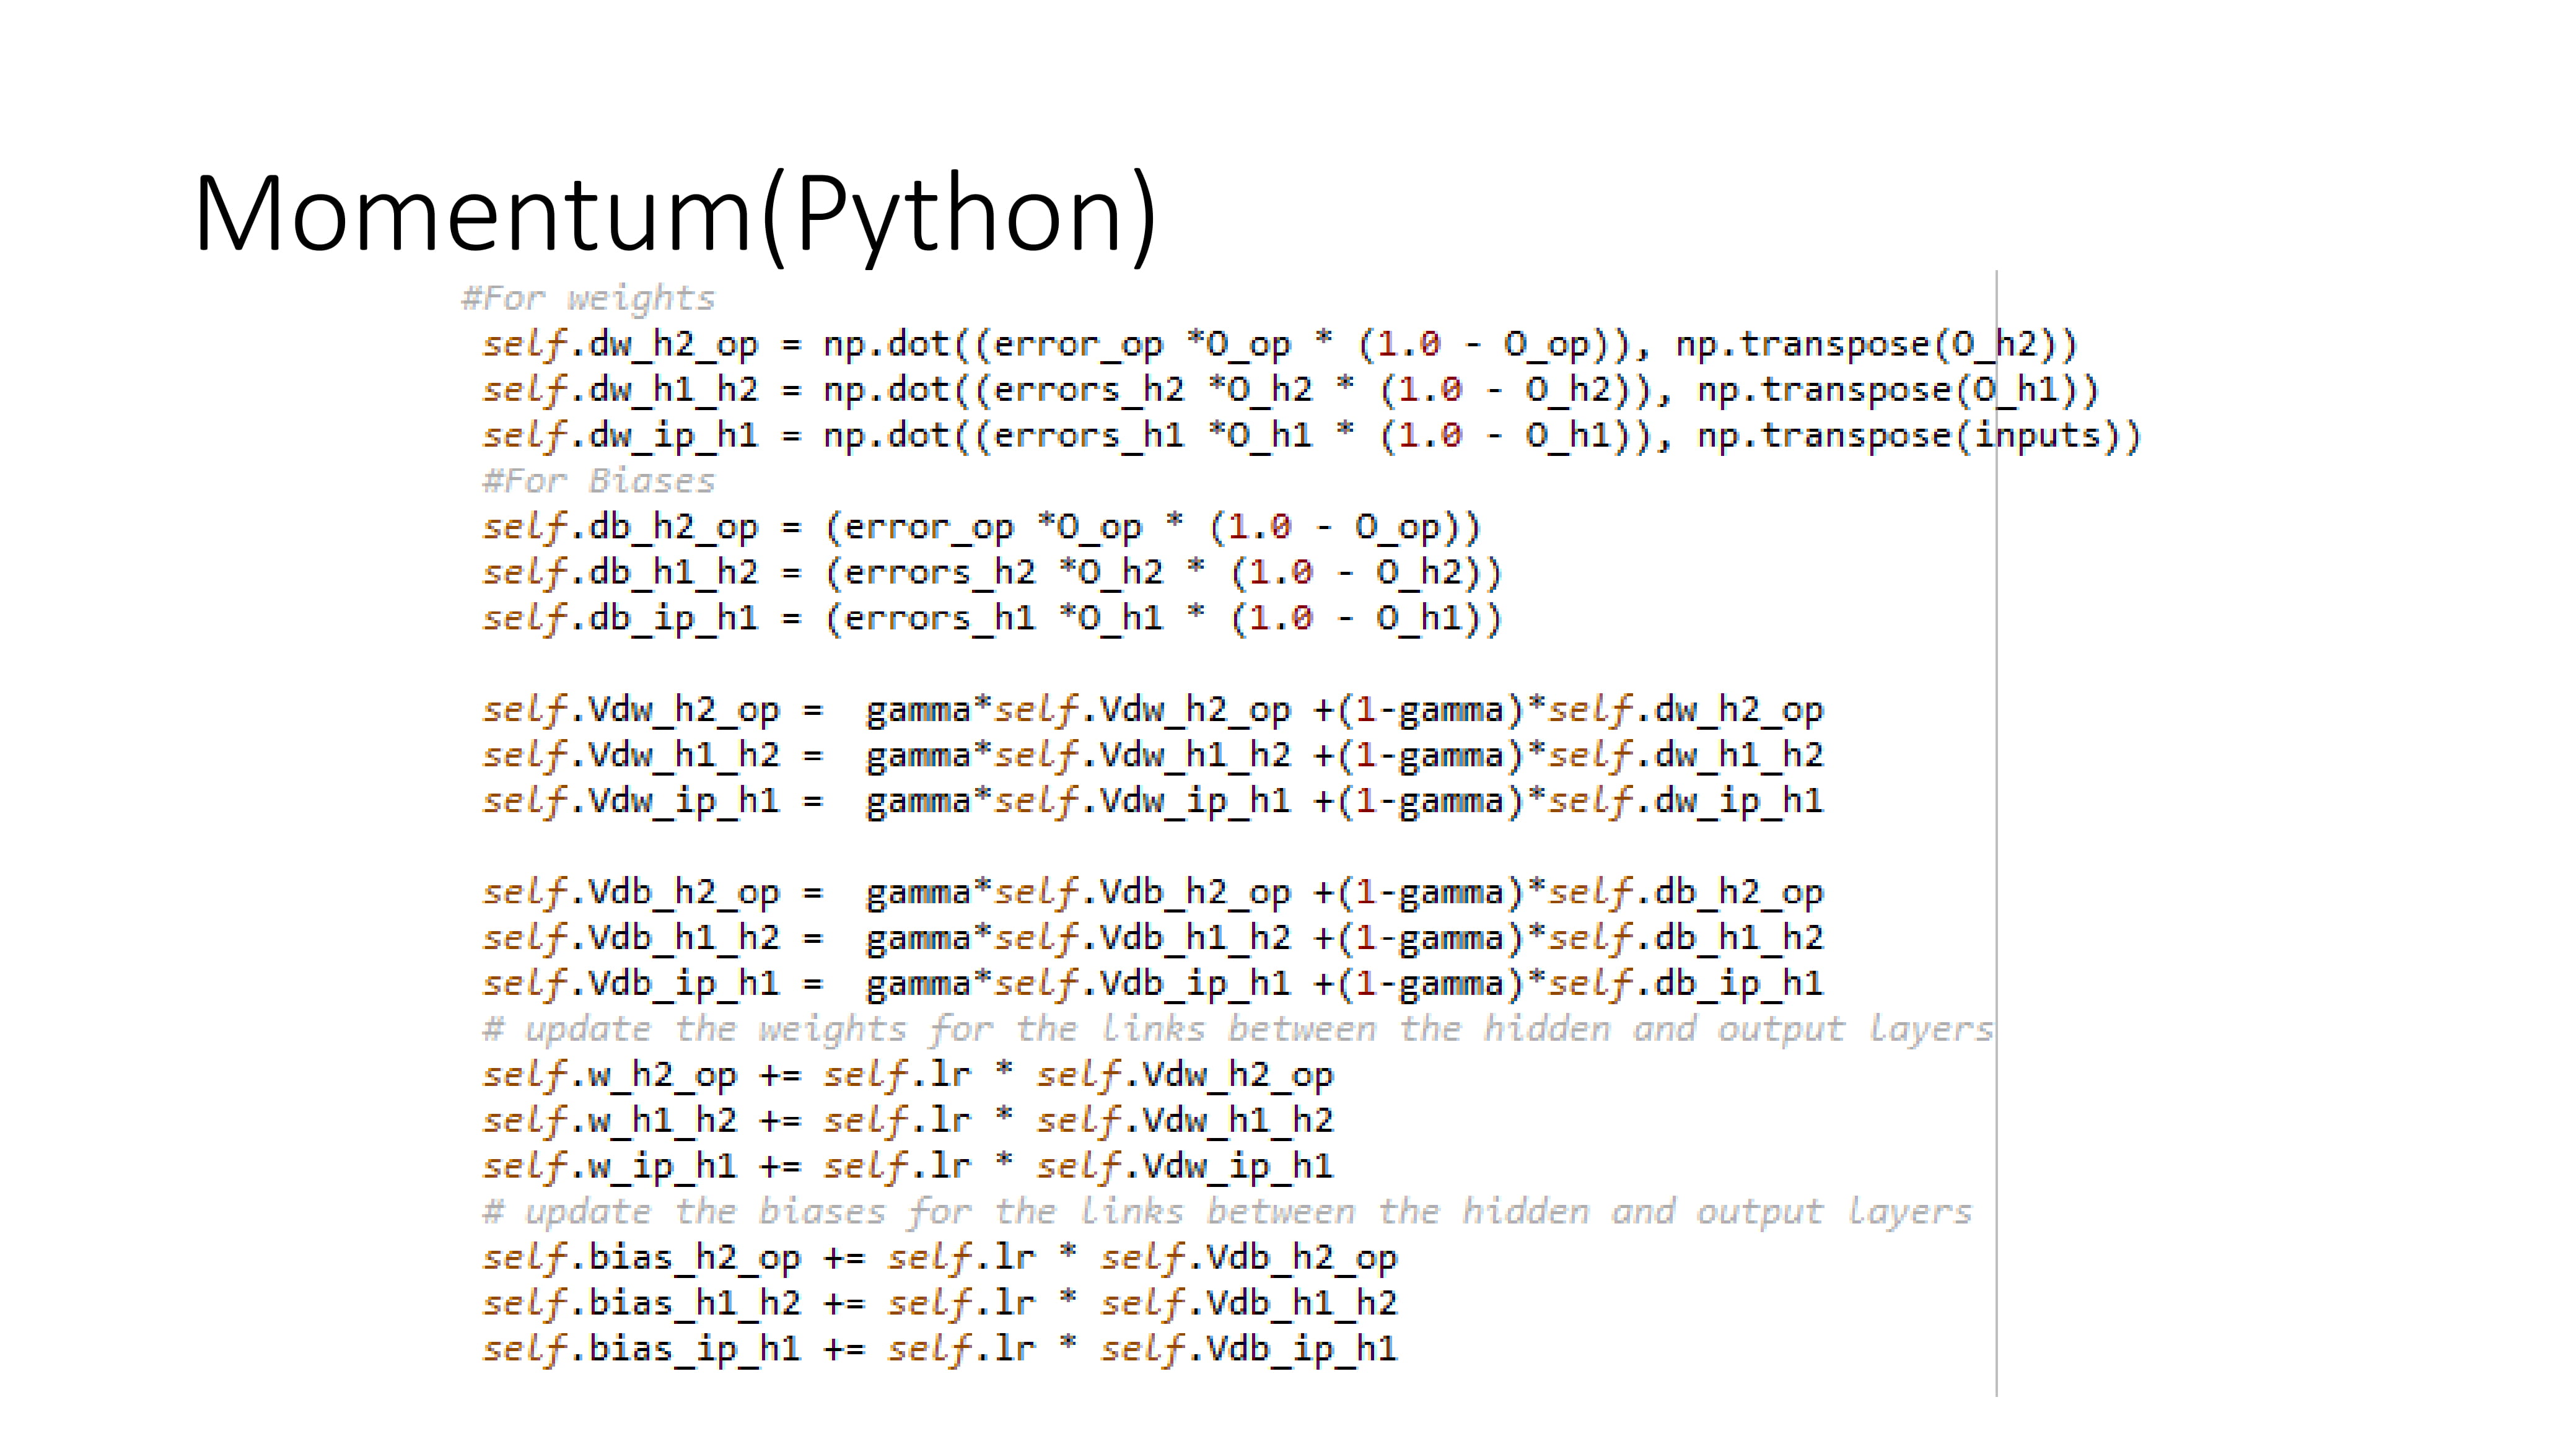 Momentum(Python)
#For weights
self.dw_h2_op = np.dot((error_op *O_op * (1.0 - O_op)), np.transpose(O_h2))
self.dw_h1_h2 = np.dot((errors_h2 *O_h2 * (1.0 - O_h2)), np.transpose(O_h1))
self.dw_ip_h1 = np.dot((errors_h1 *O_h1 * (1.0 - O_h1)), np.transpose(inputs))
#For Biases
self.db_h2_op = (error_op *O_op * (1.0 - O_op))
self.db_h1_h2 = (errors_h2 *O_h2 * (1.0 - O_h2))
self.db_ip_h1 = (errors_h1 *O_h1 * (1.0 - O_h1))
self.Vdw_h2_op =  gamma*self.Vdw_h2_op +(1-gamma)*self.dw_h2_op
self.Vdw_h1_h2 =  gamma*self.Vdw_h1_h2 +(1-gamma)*self.dw_h1_h2
self.Vdw_ip_h1 =  gamma*self.Vdw_ip_h1 +(1-gamma)*self.dw_ip_h1
self.Vdb_h2_op =  gamma*self.Vdb_h2_op +(1-gamma)*self.db_h2_op
self.Vdb_h1_h2 =  gamma*self.Vdb_h1_h2 +(1-gamma)*self.db_h1_h2
self.Vdb_ip_h1 =  gamma*self.Vdb_ip_h1 +(1-gamma)*self.db_ip_h1
# update the weights for the links between the hidden and output layers
self.w_h2_op += self.lr * self.Vdw_h2_op
self.w_h1_h2 += self.lr * self.Vdw_h1_h2
self.w_ip_h1 += self.lr * self.Vdw_ip_h1
# update the biases for the links between the hidden and output layers
self.bias_h2_op += self.lr * self.Vdb_h2_op
self.bias_h1_h2 += self.lr * self.Vdb_h1_h2
self.bias_ip_h1 += self.lr * self.Vdb_ip_h1